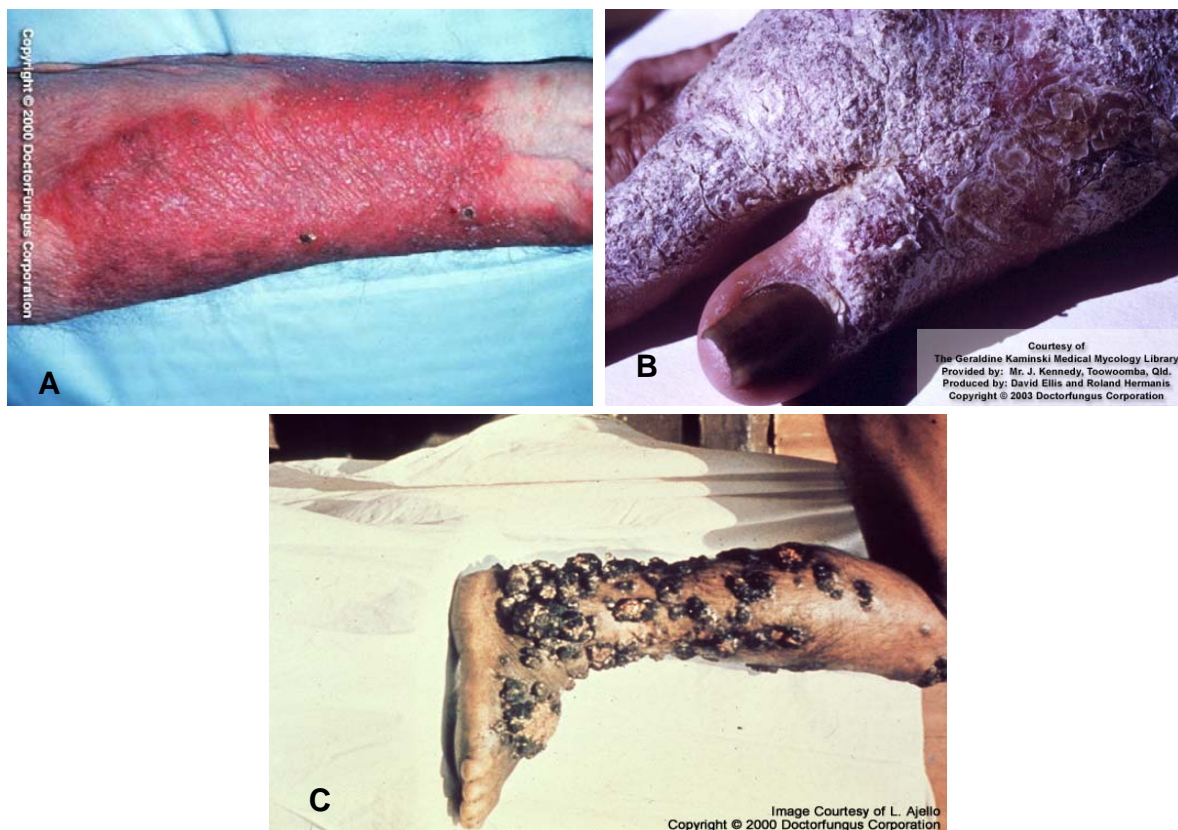 Copyright © 2000 DoctorFungus Corporation
A
B
Courtesy of
The Geraldine Kaminski Medical Mycology Library
Provided by: Mr. J. Kennedy, Toowoomba, Qld.
Produced by: David Ellis and Roland Hermanis
Copyright © 2003 Doctorfungus Corporation
C
Image Courtesy of L. Ajello
Copyright © 2000 Doctorfungus Corporation